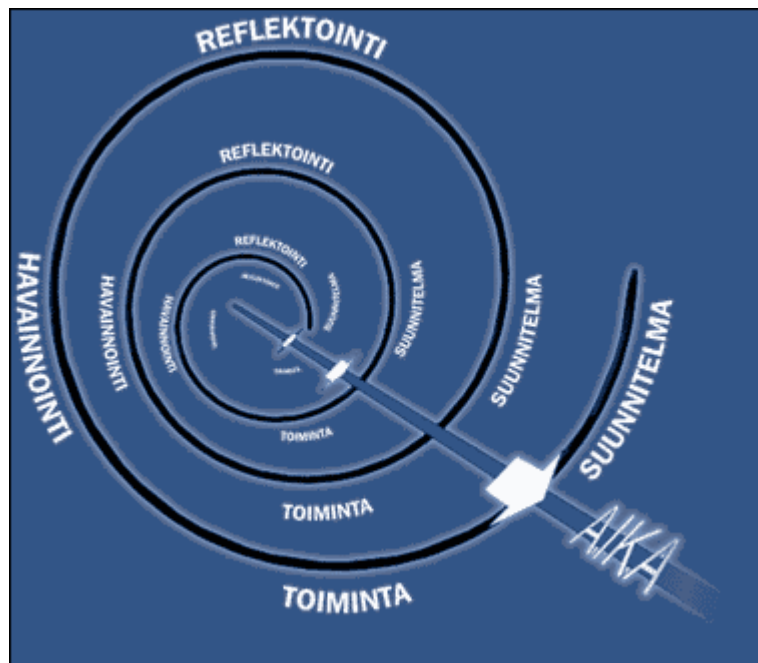 REFLEKTOINTI
REFLEKTOINTI
REFLEKTOINTI
HAVAINNOINTI
HAVAINNOINTI
HAVAINNOINTI
SUUNNITELMA
SUUNNITELMA
SUUNNITELMA
SUUNNITELMA
TOIMINTA
TOIMINTA
TOIMINTA
AIKA